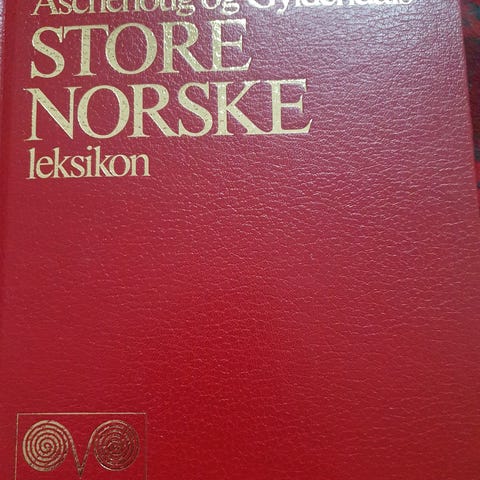 Aschehoug og Gyldendals
STORE
NORSKE
leksikon